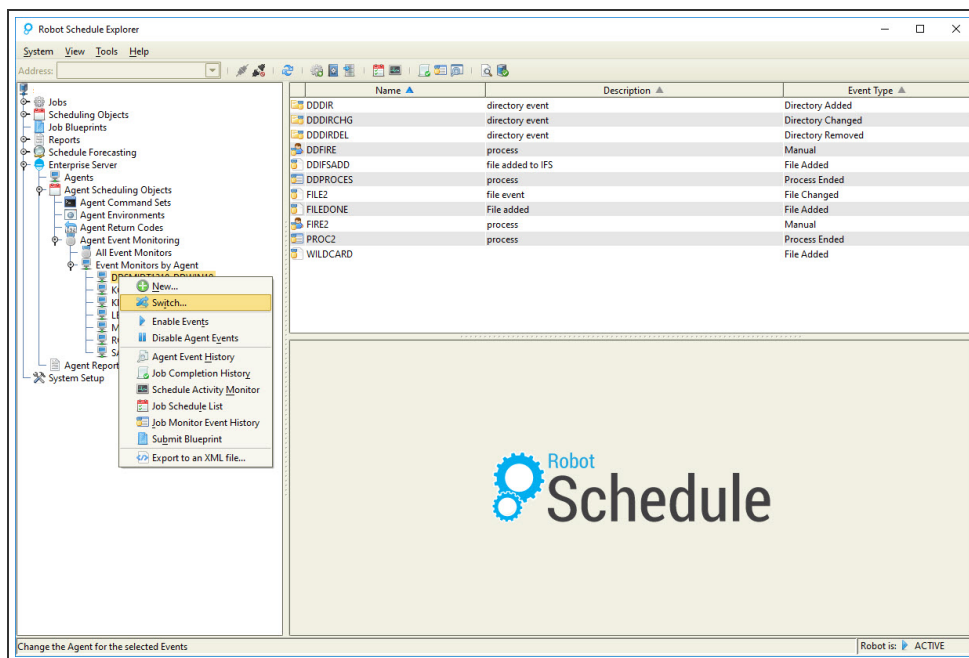 Robot Schedule Explorer
System View Tools Help
Address:
Jobs
Scheduling Objects
Job Blueprints
Reports
Schedule Forecasting
Enterprise Server
Agents
Agent Scheduling Objects
Agent Command Sets
Agent Environments
Agent Return Codes
Agent Event Monitoring
All Event Monitors
Event Monitors by Agent
Agent Report
System Setup
New...
Switch...
Enable Events
Disable Agent Events
Agent Event History
Job Completion History
Schedule Activity Monitor
Job Schedule List
Job Monitor Event History
Submit Blueprint
Export to an XML file...
Name Description Event Type
DDDIR directory event Directory Added
DDDIRCHG directory event Directory Changed
DDDIRDEL directory event Directory Removed
DDFIRE process Manual
DDIFSADD file added to IFS File Added
DDPROCES process Process Ended
FILE2 file event File Changed
FILEDONE File added File Added
FIRE2 process Manual
PROC2 process Process Ended
WILDCARD File Added
Robot
Schedule
Change the Agent for the selected Events
Robot is: ACTIVE